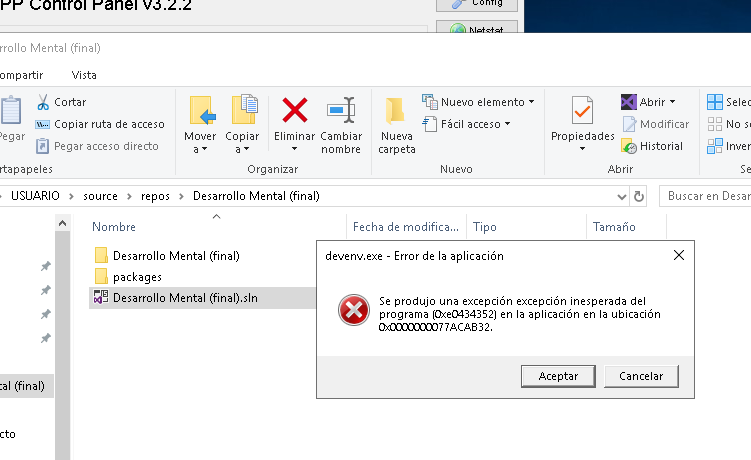 PP Control Panel v3.2.2
Config
Netstat
rrollo Mental (final)
ompartir Vista
Pegar
Cortar
Copiar ruta de acceso
Pegar acceso directo
rtapapeles
Mover
a
Copiar
a
Eliminar
Cambiar
nombre
Organizar
Nueva
carpeta
Nuevo elemento
Fácil acceso
Nuevo
Propiedades
Abrir
Modificar
Historial
Abrir
Selec
No se
Inver
Se
USUARIO > source > repos > Desarrollo Mental (final)
Buscar en Desar
Nombre
Fecha de modifica...
Tipo
Tamaño
Desarrollo Mental (final)
packages
Desarrollo Mental (final).sln
tal (final)
cto
devenv.exe - Error de la aplicación
Se produjo una excepción excepción inesperada del
programa (0xe0434352) en la aplicación en la ubicación
0x0000000077ACAB32.
Aceptar
Cancelar